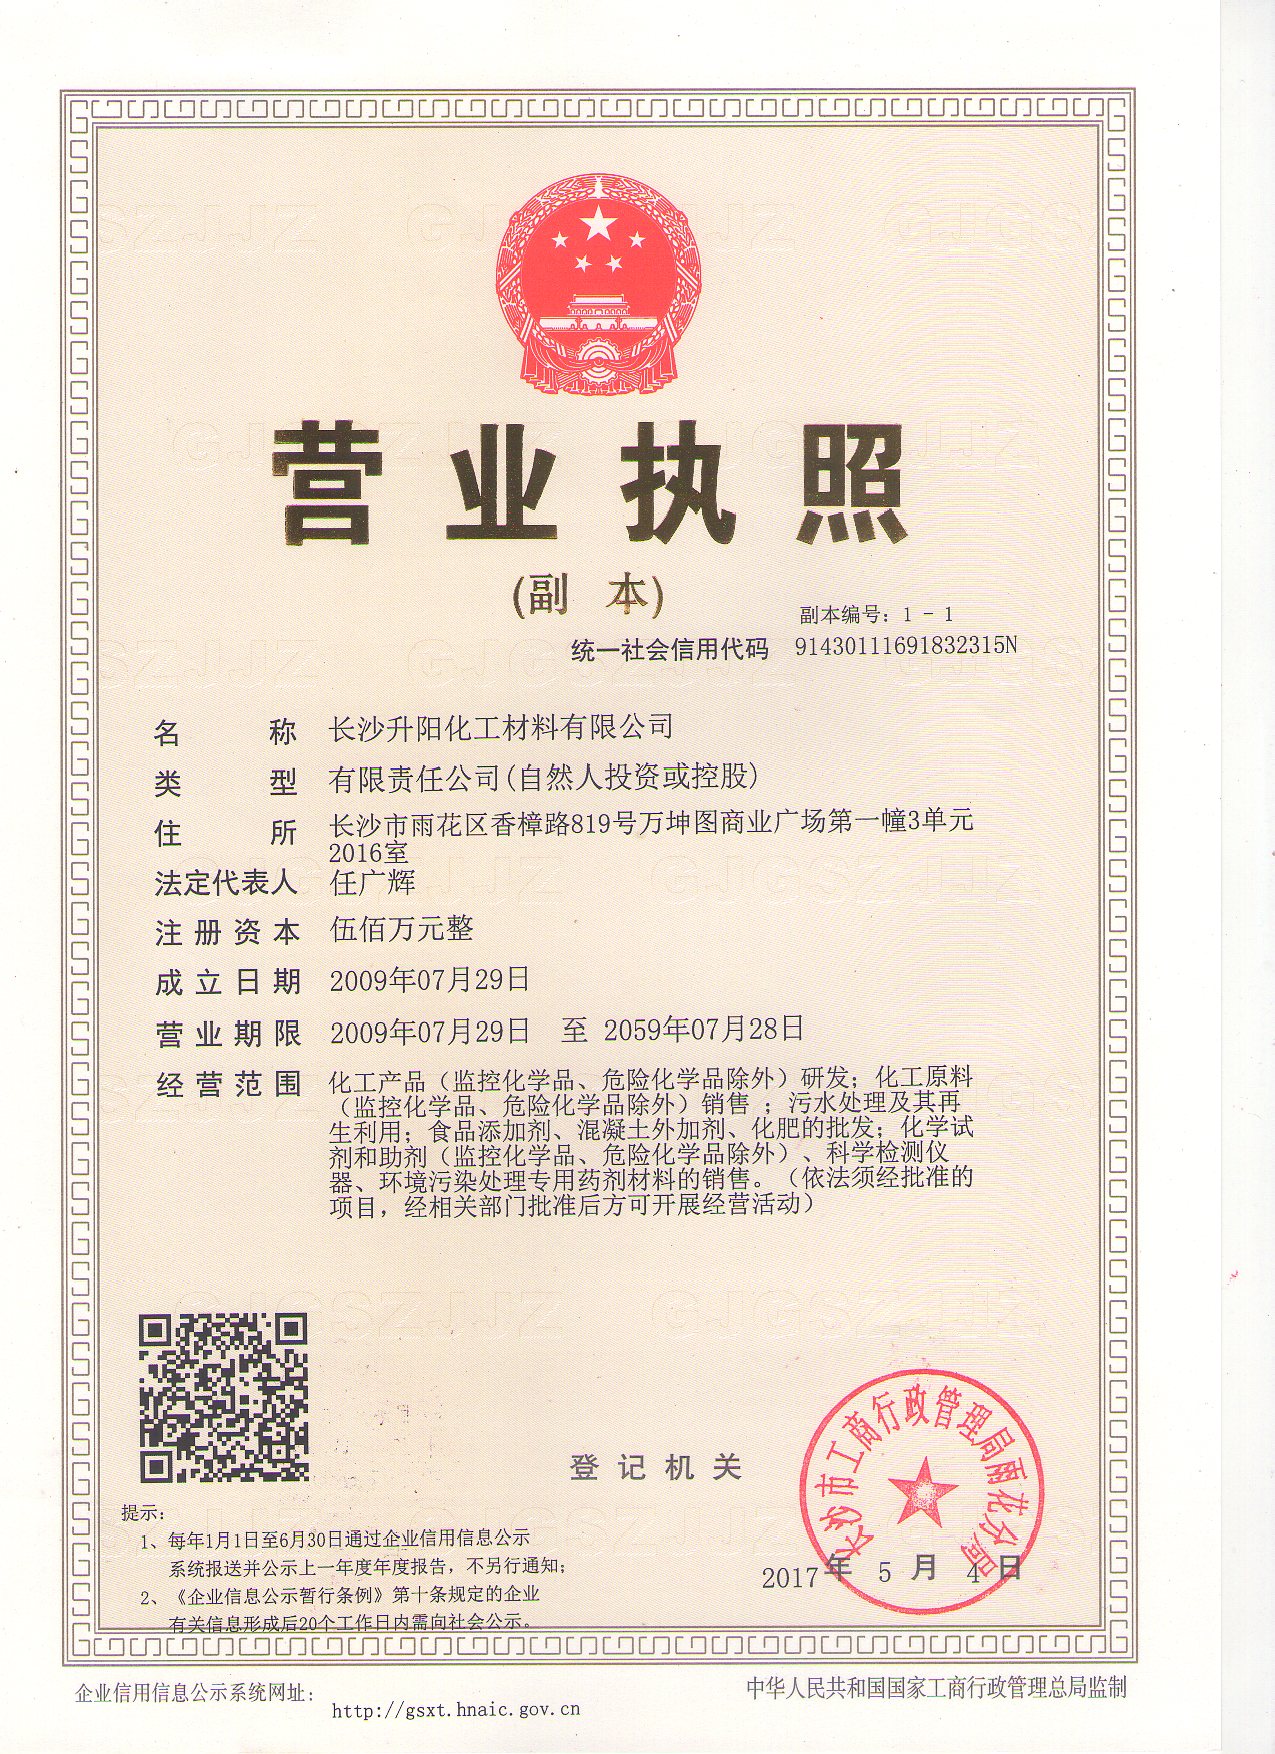 营业执照
(副 本)
副本编号：1 - 1
统一社会信用代码 91430111691832315N
名 称 长沙升阳化工材料有限公司
类 型 有限责任公司(自然人投资或控股)
住 所 长沙市雨花区香樟路819号万坤图商业广场第一幢3单元
2016室
法定代表人 任广辉
注册资本 伍佰万元整
成立日期 2009年07月29日
营业期限 2009年07月29日 至 2059年07月28日
经营范围 化工产品（监控化学品、危险化学品除外）研发；化工原料
（监控化学品、危险化学品除外）销售 ；污水处理及其再
生利用；食品添加剂、混凝土外加剂、化肥的批发；化学试
剂和助剂（监控化学品、危险化学品除外）、科学检测仪
器、环境污染处理专用药剂材料的销售。（依法须经批准的
项目，经相关部门批准后方可开展经营活动）
登记机关
长沙市工商行政管理局雨花分局
2017年 5 月 4 日
提示：
1、每年1月1日至6月30日通过企业信用信息公示
系统报送并公示上一年度年度报告，不另行通知；
2、《企业信息公示暂行条例》第十条规定的企业
有关信息形成后20个工作日内需向社会公示。
企业信用信息公示系统网址：
http://gsxt.hnaic.gov.cn
中华人民共和国国家工商行政管理总局监制